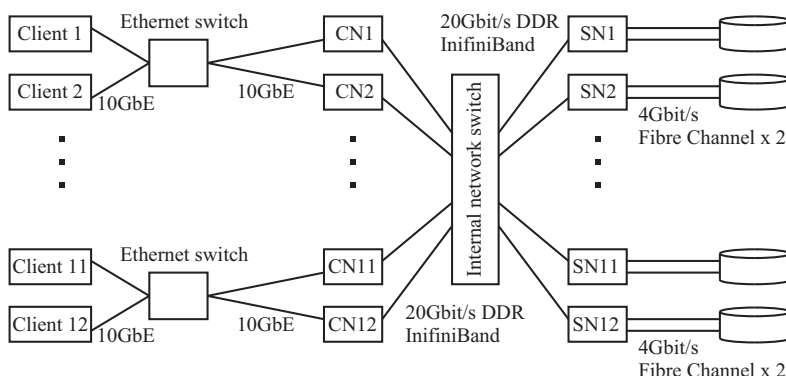 Ethernet switch
Client 1
Client 2
10GbE
10GbE
CN1
CN2
20Gbit/s DDR
InifiniBand
Internal network switch
SN1
SN2
4Gbit/s
Fibre Channel x 2
Ethernet switch
Client 11
Client 12
10GbE
10GbE
CN11
CN12
20Gbit/s DDR
InifiniBand
SN11
SN12
4Gbit/s
Fibre Channel x 2